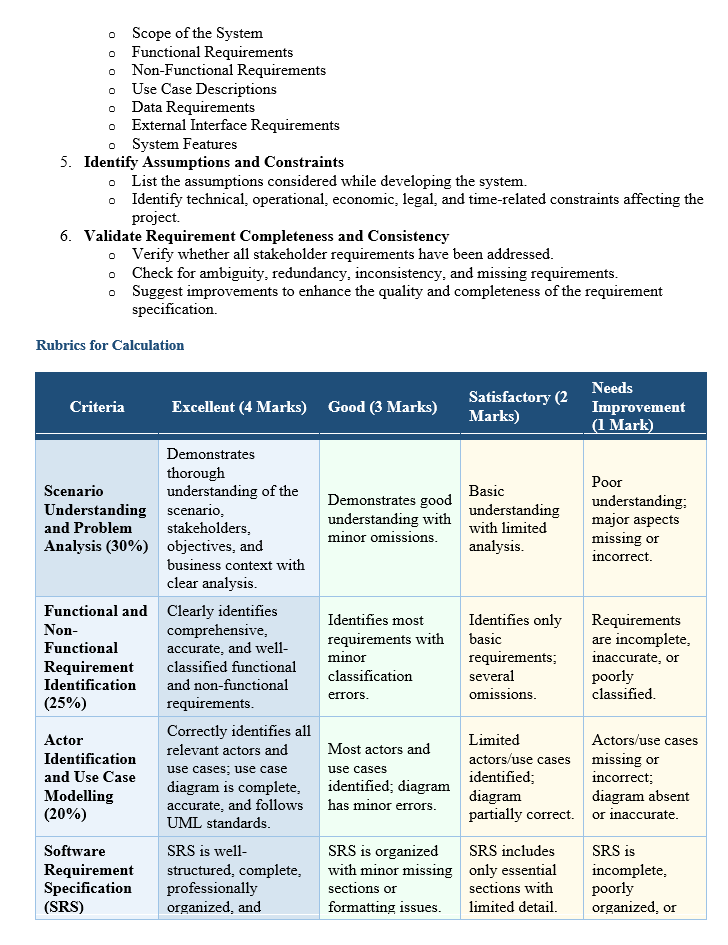 o Scope of the System
o Functional Requirements
o Non-Functional Requirements
o Use Case Descriptions
o Data Requirements
o External Interface Requirements
o System Features
5. Identify Assumptions and Constraints
o List the assumptions considered while developing the system.
o Identify technical, operational, economic, legal, and time-related constraints affecting the
project.
6. Validate Requirement Completeness and Consistency
o Verify whether all stakeholder requirements have been addressed.
o Check for ambiguity, redundancy, inconsistency, and missing requirements.
o Suggest improvements to enhance the quality and completeness of the requirement
specification.
Rubrics for Calculation
Criteria
Excellent (4 Marks)
Good (3 Marks)
Satisfactory (2
Marks)
Needs
Improvement
(1 Mark)
Scenario
Understanding
and Problem
Analysis (30%)
Demonstrates
thorough
understanding of the
scenario,
stakeholders,
objectives, and
business context with
clear analysis.
Demonstrates good
understanding with
minor omissions.
Basic
understanding
with limited
analysis.
Poor
understanding;
major aspects
missing or
incorrect.
Functional and
Non-
Functional
Requirement
Identification
(25%)
Clearly identifies
comprehensive,
accurate, and well-
classified functional
and non-functional
requirements.
Identifies most
requirements with
minor
classification
errors.
Identifies only
basic
requirements;
several
omissions.
Requirements
are incomplete,
inaccurate, or
poorly
classified.
Actor
Identification
and Use Case
Modelling
(20%)
Correctly identifies all
relevant actors and
use cases; use case
diagram is complete,
accurate, and follows
UML standards.
Most actors and
use cases
identified; diagram
has minor errors.
Limited
actors/use cases
identified;
diagram
partially correct.
Actors/use cases
missing or
incorrect;
diagram absent
or inaccurate.
Software
Requirement
Specification
(SRS)
SRS is well-
structured, complete,
professionally
organized, and
SRS is organized
with minor missing
sections or
formatting issues.
SRS includes
only essential
sections with
limited detail.
SRS is
incomplete,
poorly
organized, or